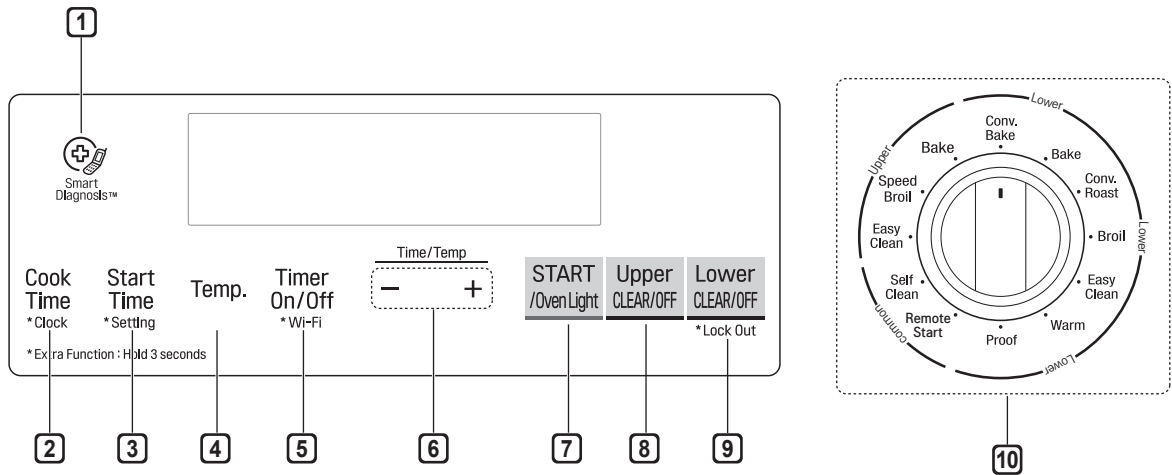 1
Smart
Diagnosis™
Time/Temp
Cook
Time
*Clock
Start
Time
*Setting
Temp.
Timer
On/Off
*Wi-Fi
− +
START
/Oven Light
Upper
CLEAR/OFF
Lower
CLEAR/OFF
*Lock Out
*Extra Function : Hold 3 seconds
2 3 4 5 6 7 8 9
Lower
Conv.
Bake
Bake
Conv.
Roast
Lower
Broil
Easy
Clean
Warm
Lower
Proof
Remote
Start
common
Self
Clean
Easy
Clean
Speed
Broil
Upper
Bake
10